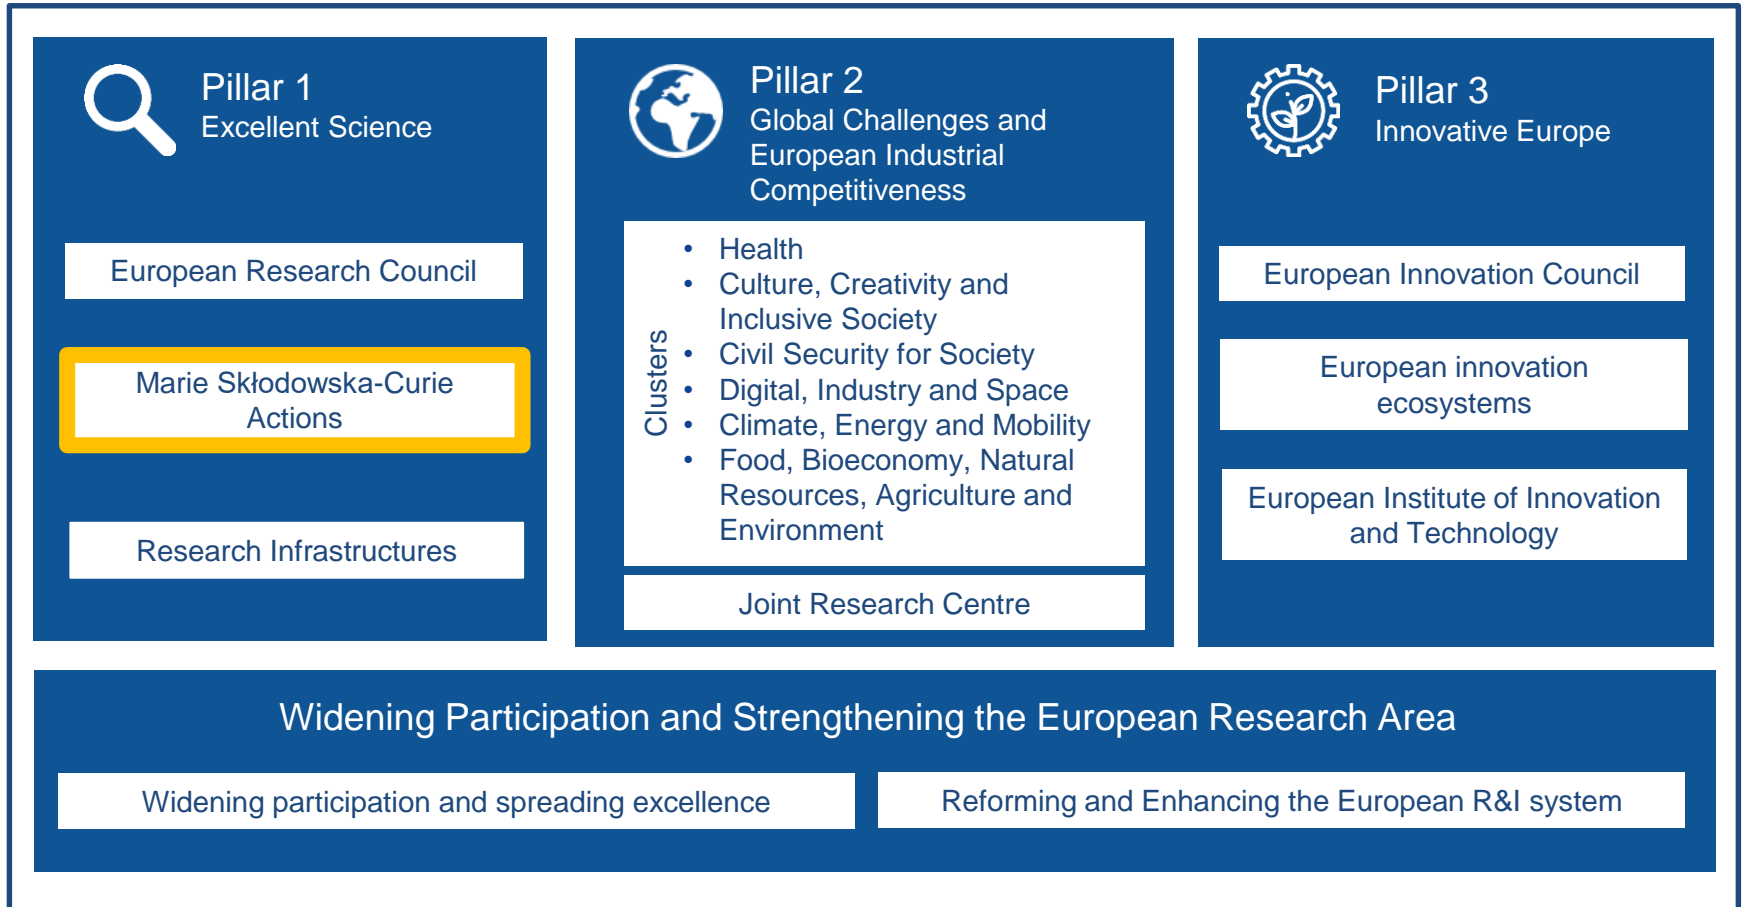 Pillar 1
Excellent Science
European Research Council
Marie Skłodowska-Curie
Actions
Research Infrastructures
Pillar 2
Global Challenges and
European Industrial
Competitiveness
Clusters
• Health
• Culture, Creativity and
Inclusive Society
• Civil Security for Society
• Digital, Industry and Space
• Climate, Energy and Mobility
• Food, Bioeconomy, Natural
Resources, Agriculture and
Environment
Joint Research Centre
Pillar 3
Innovative Europe
European Innovation Council
European innovation
ecosystems
European Institute of Innovation
and Technology
Widening Participation and Strengthening the European Research Area
Widening participation and spreading excellence
Reforming and Enhancing the European R&I system